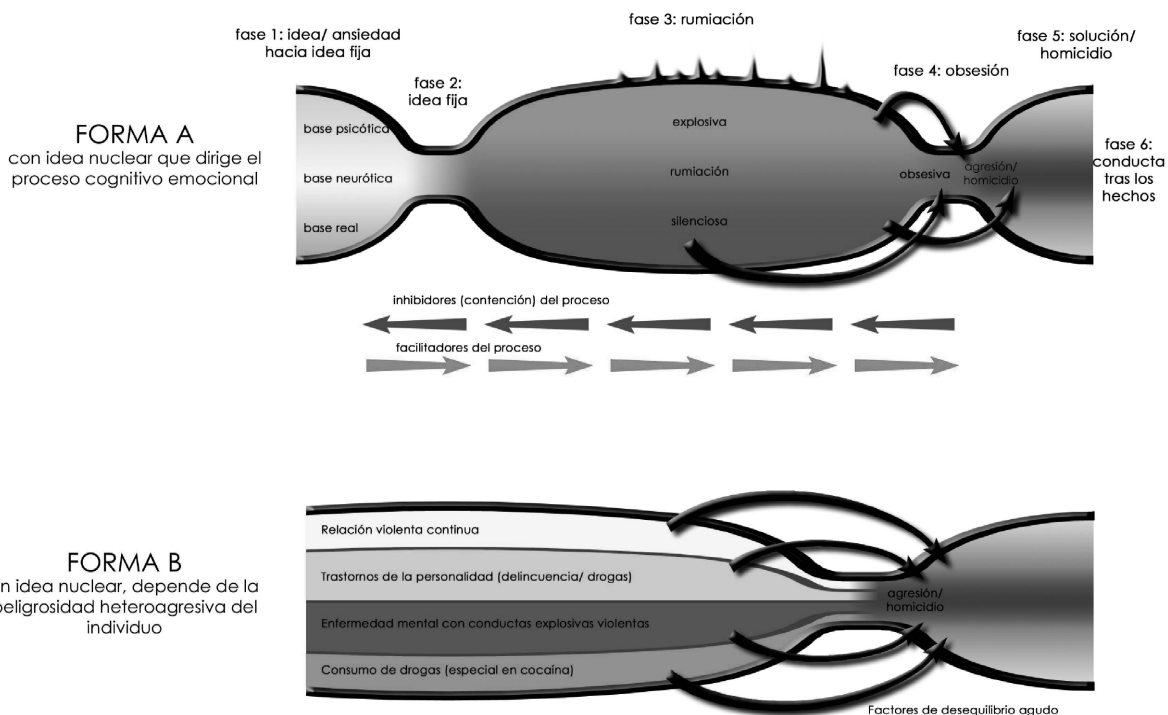 fase 1: idea/ ansiedad
hacia idea fija
fase 2:
idea fija
fase 3: rumiación
fase 4: obsesión
fase 5: solución/
homicidio
fase 6:
conducta
tras los
hechos
FORMA A
con idea nuclear que dirige el
proceso cognitivo emocional
base psicótica
base neurótica
base real
explosiva
rumiación
silenciosa
obsesiva
agresión/
homicidio
inhibidores (contención) del proceso
facilitadores del proceso
FORMA B
n idea nuclear, depende de la
peligrosidad heteroagresiva del
individuo
Relación violenta continua
Trastornos de la personalidad (delincuencia/ drogas)
Enfermedad mental con conductas explosivas violentas
Consumo de drogas (especial en cocaína)
agresión/
homicidio
Factores de desequilibrio agudo